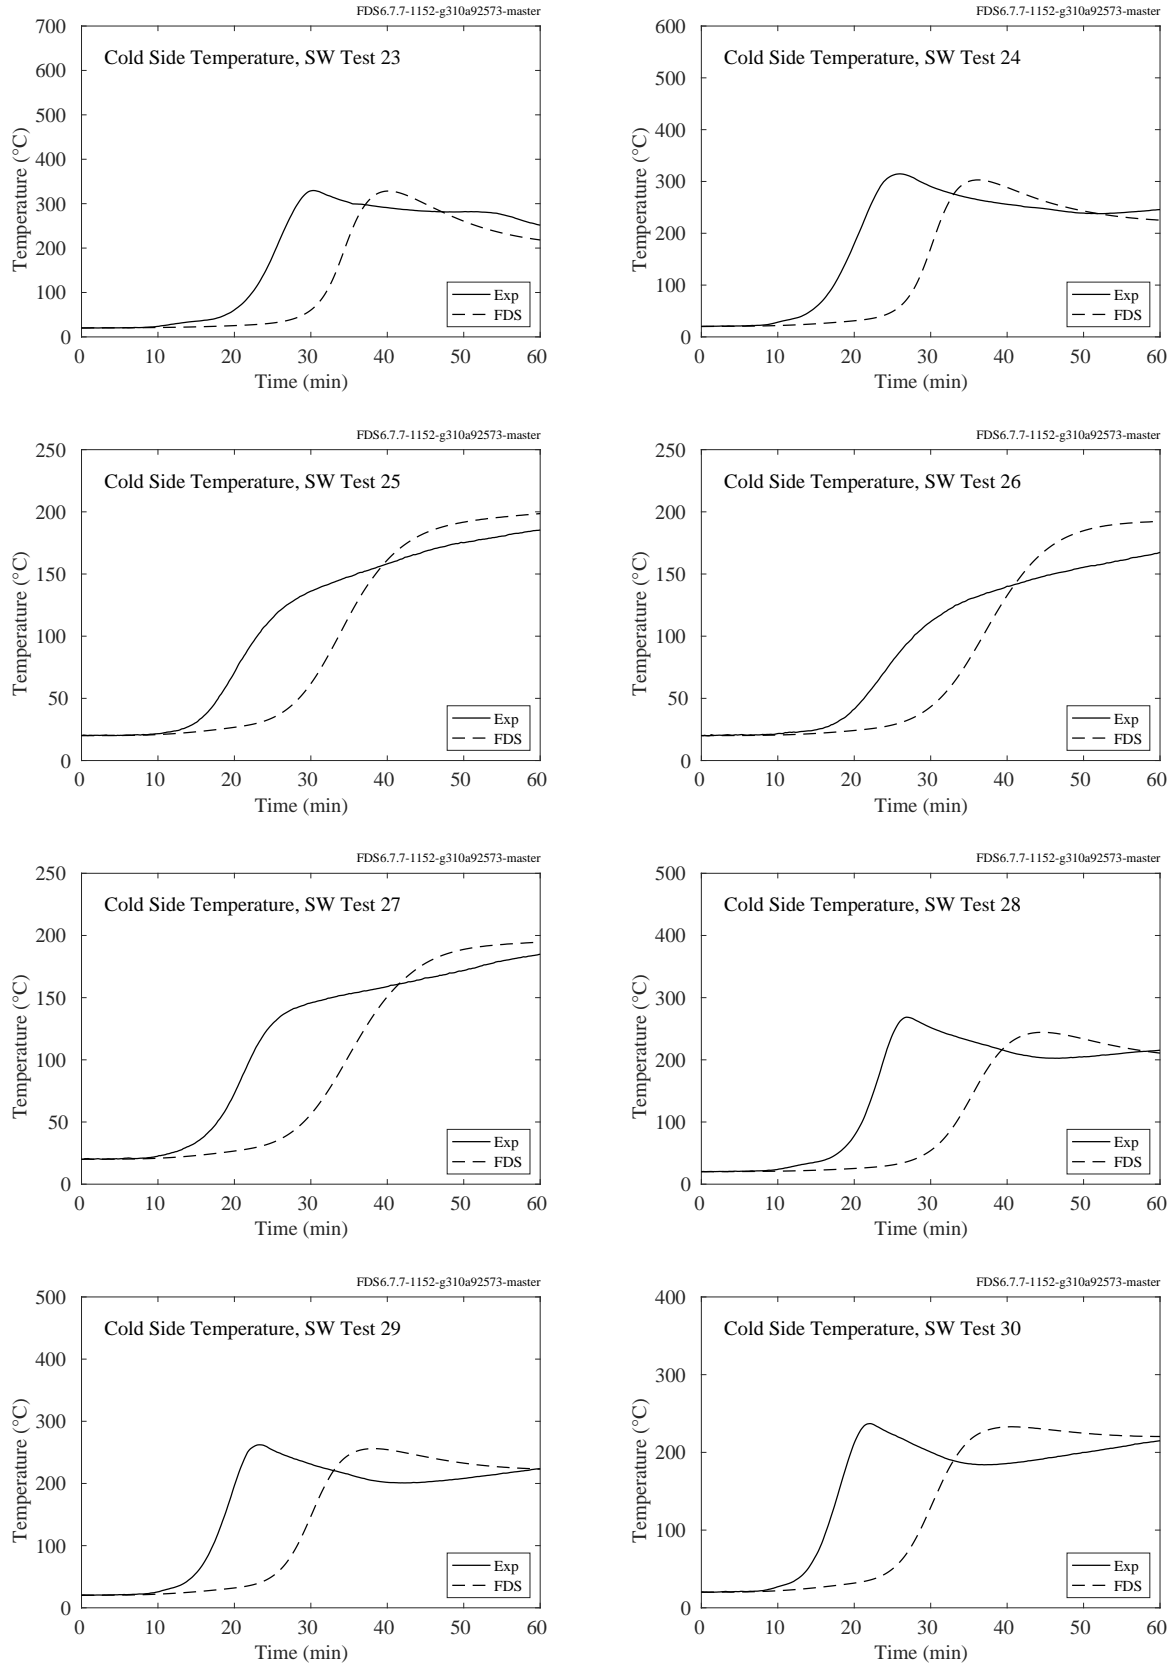 FDS6.7.7-1152-g310a92573-master
Cold Side Temperature, SW Test 23
700
600
500
400
300
200
100
0
Temperature (°C)
Exp
FDS
0 10 20 30 40 50 60
Time (min)
FDS6.7.7-1152-g310a92573-master
Cold Side Temperature, SW Test 24
600
500
400
300
200
100
0
Temperature (°C)
Exp
FDS
0 10 20 30 40 50 60
Time (min)
FDS6.7.7-1152-g310a92573-master
Cold Side Temperature, SW Test 25
250
200
150
100
50
0
Temperature (°C)
Exp
FDS
0 10 20 30 40 50 60
Time (min)
FDS6.7.7-1152-g310a92573-master
Cold Side Temperature, SW Test 26
250
200
150
100
50
0
Temperature (°C)
Exp
FDS
0 10 20 30 40 50 60
Time (min)
FDS6.7.7-1152-g310a92573-master
Cold Side Temperature, SW Test 27
250
200
150
100
50
0
Temperature (°C)
Exp
FDS
0 10 20 30 40 50 60
Time (min)
FDS6.7.7-1152-g310a92573-master
Cold Side Temperature, SW Test 28
500
400
300
200
100
0
Temperature (°C)
Exp
FDS
0 10 20 30 40 50 60
Time (min)
FDS6.7.7-1152-g310a92573-master
Cold Side Temperature, SW Test 29
500
400
300
200
100
0
Temperature (°C)
Exp
FDS
0 10 20 30 40 50 60
Time (min)
FDS6.7.7-1152-g310a92573-master
Cold Side Temperature, SW Test 30
400
300
200
100
0
Temperature (°C)
Exp
FDS
0 10 20 30 40 50 60
Time (min)